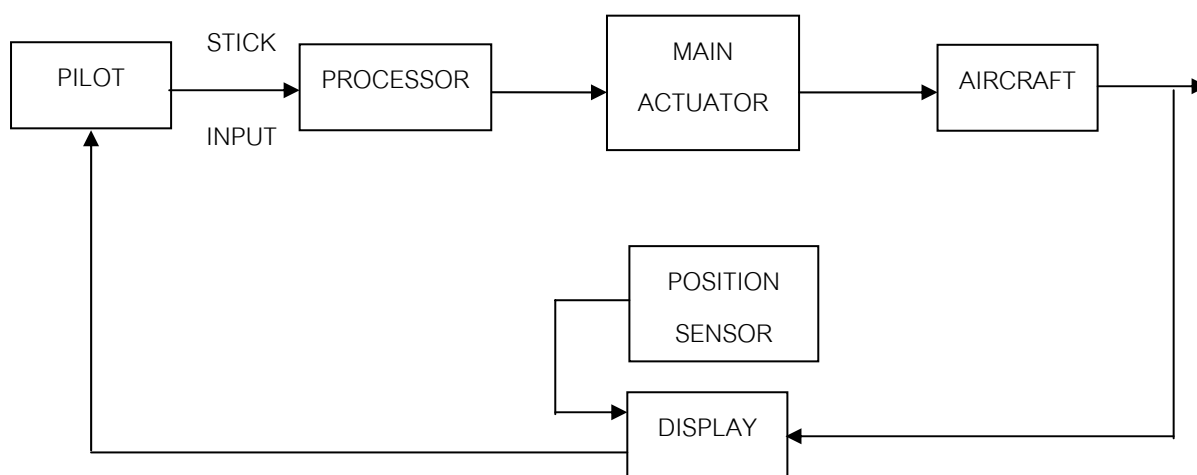 PILOT
STICK
INPUT
PROCESSOR
MAIN
ACTUATOR
AIRCRAFT
POSITION
SENSOR
DISPLAY